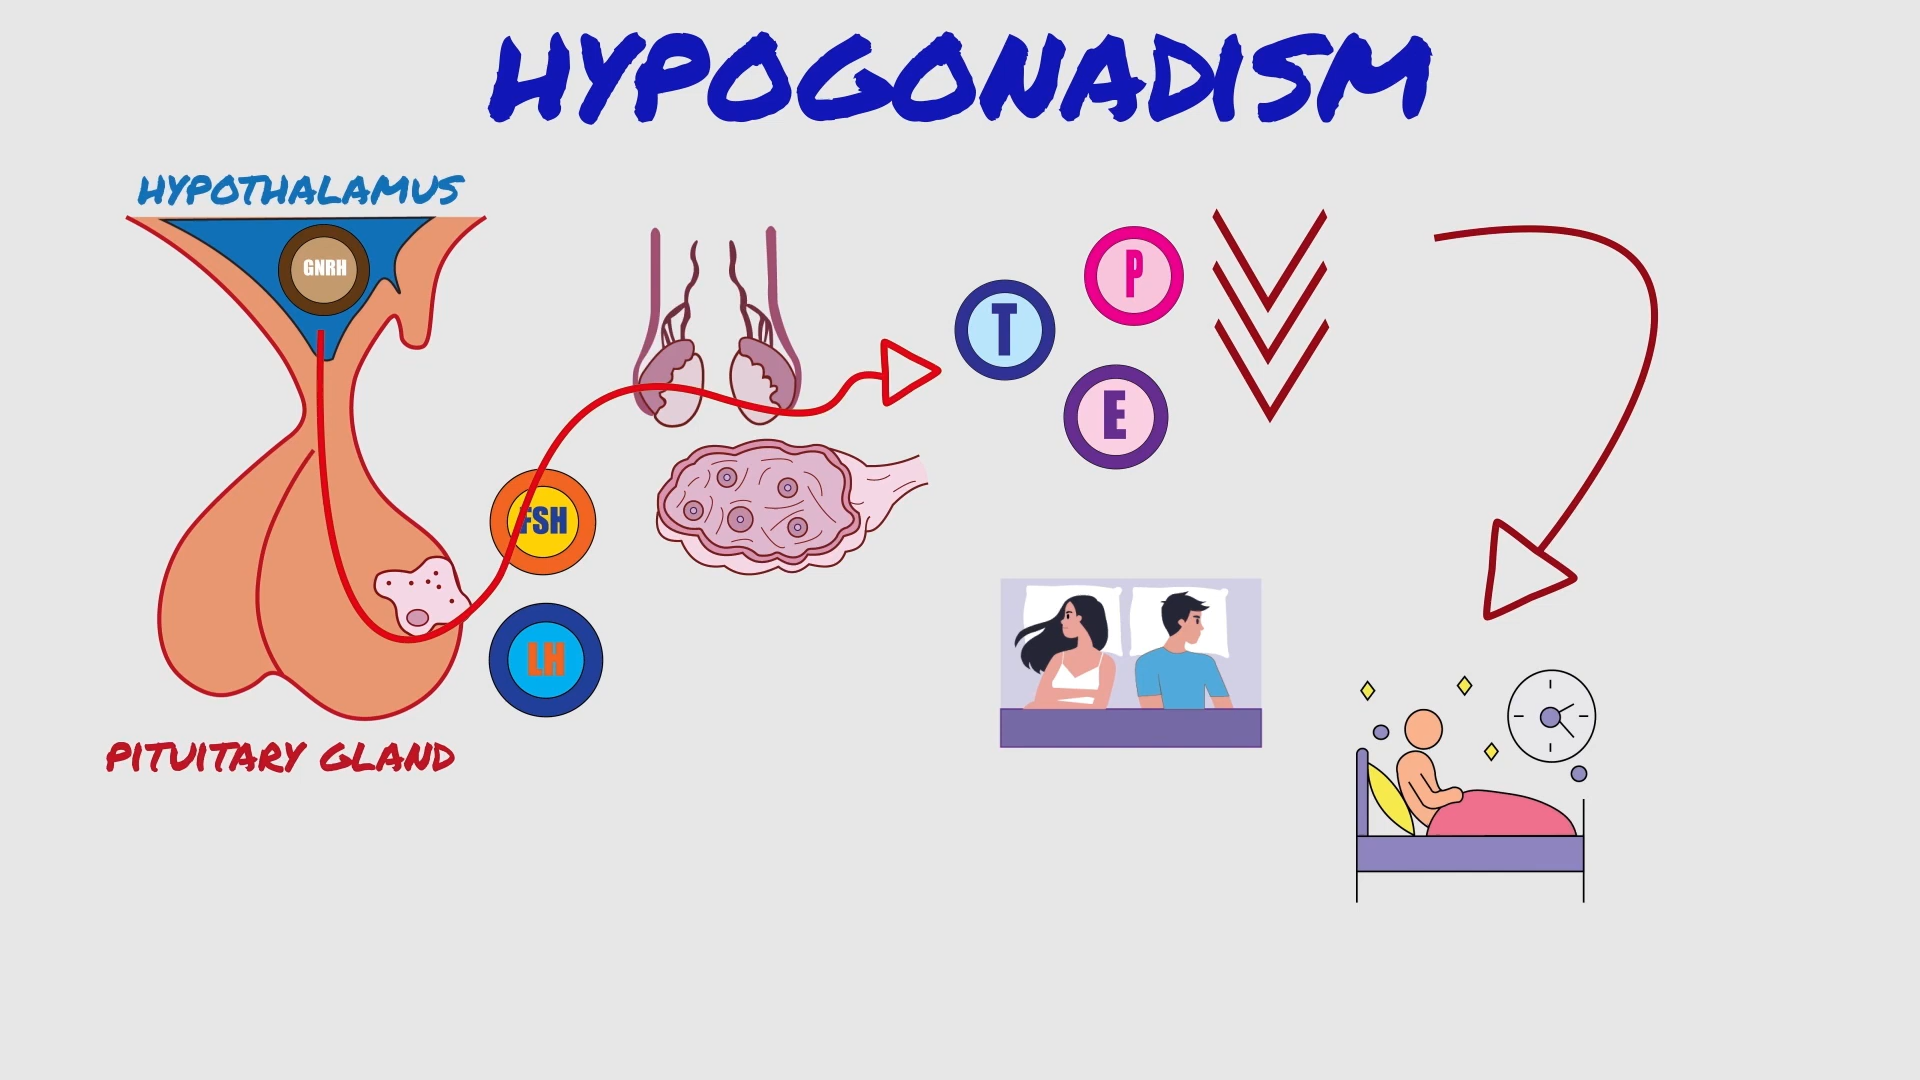 HYPOGONADISM
HYPOTHALAMUS
GNRH
P
T
E
FSH
LH
PITUITARY GLAND